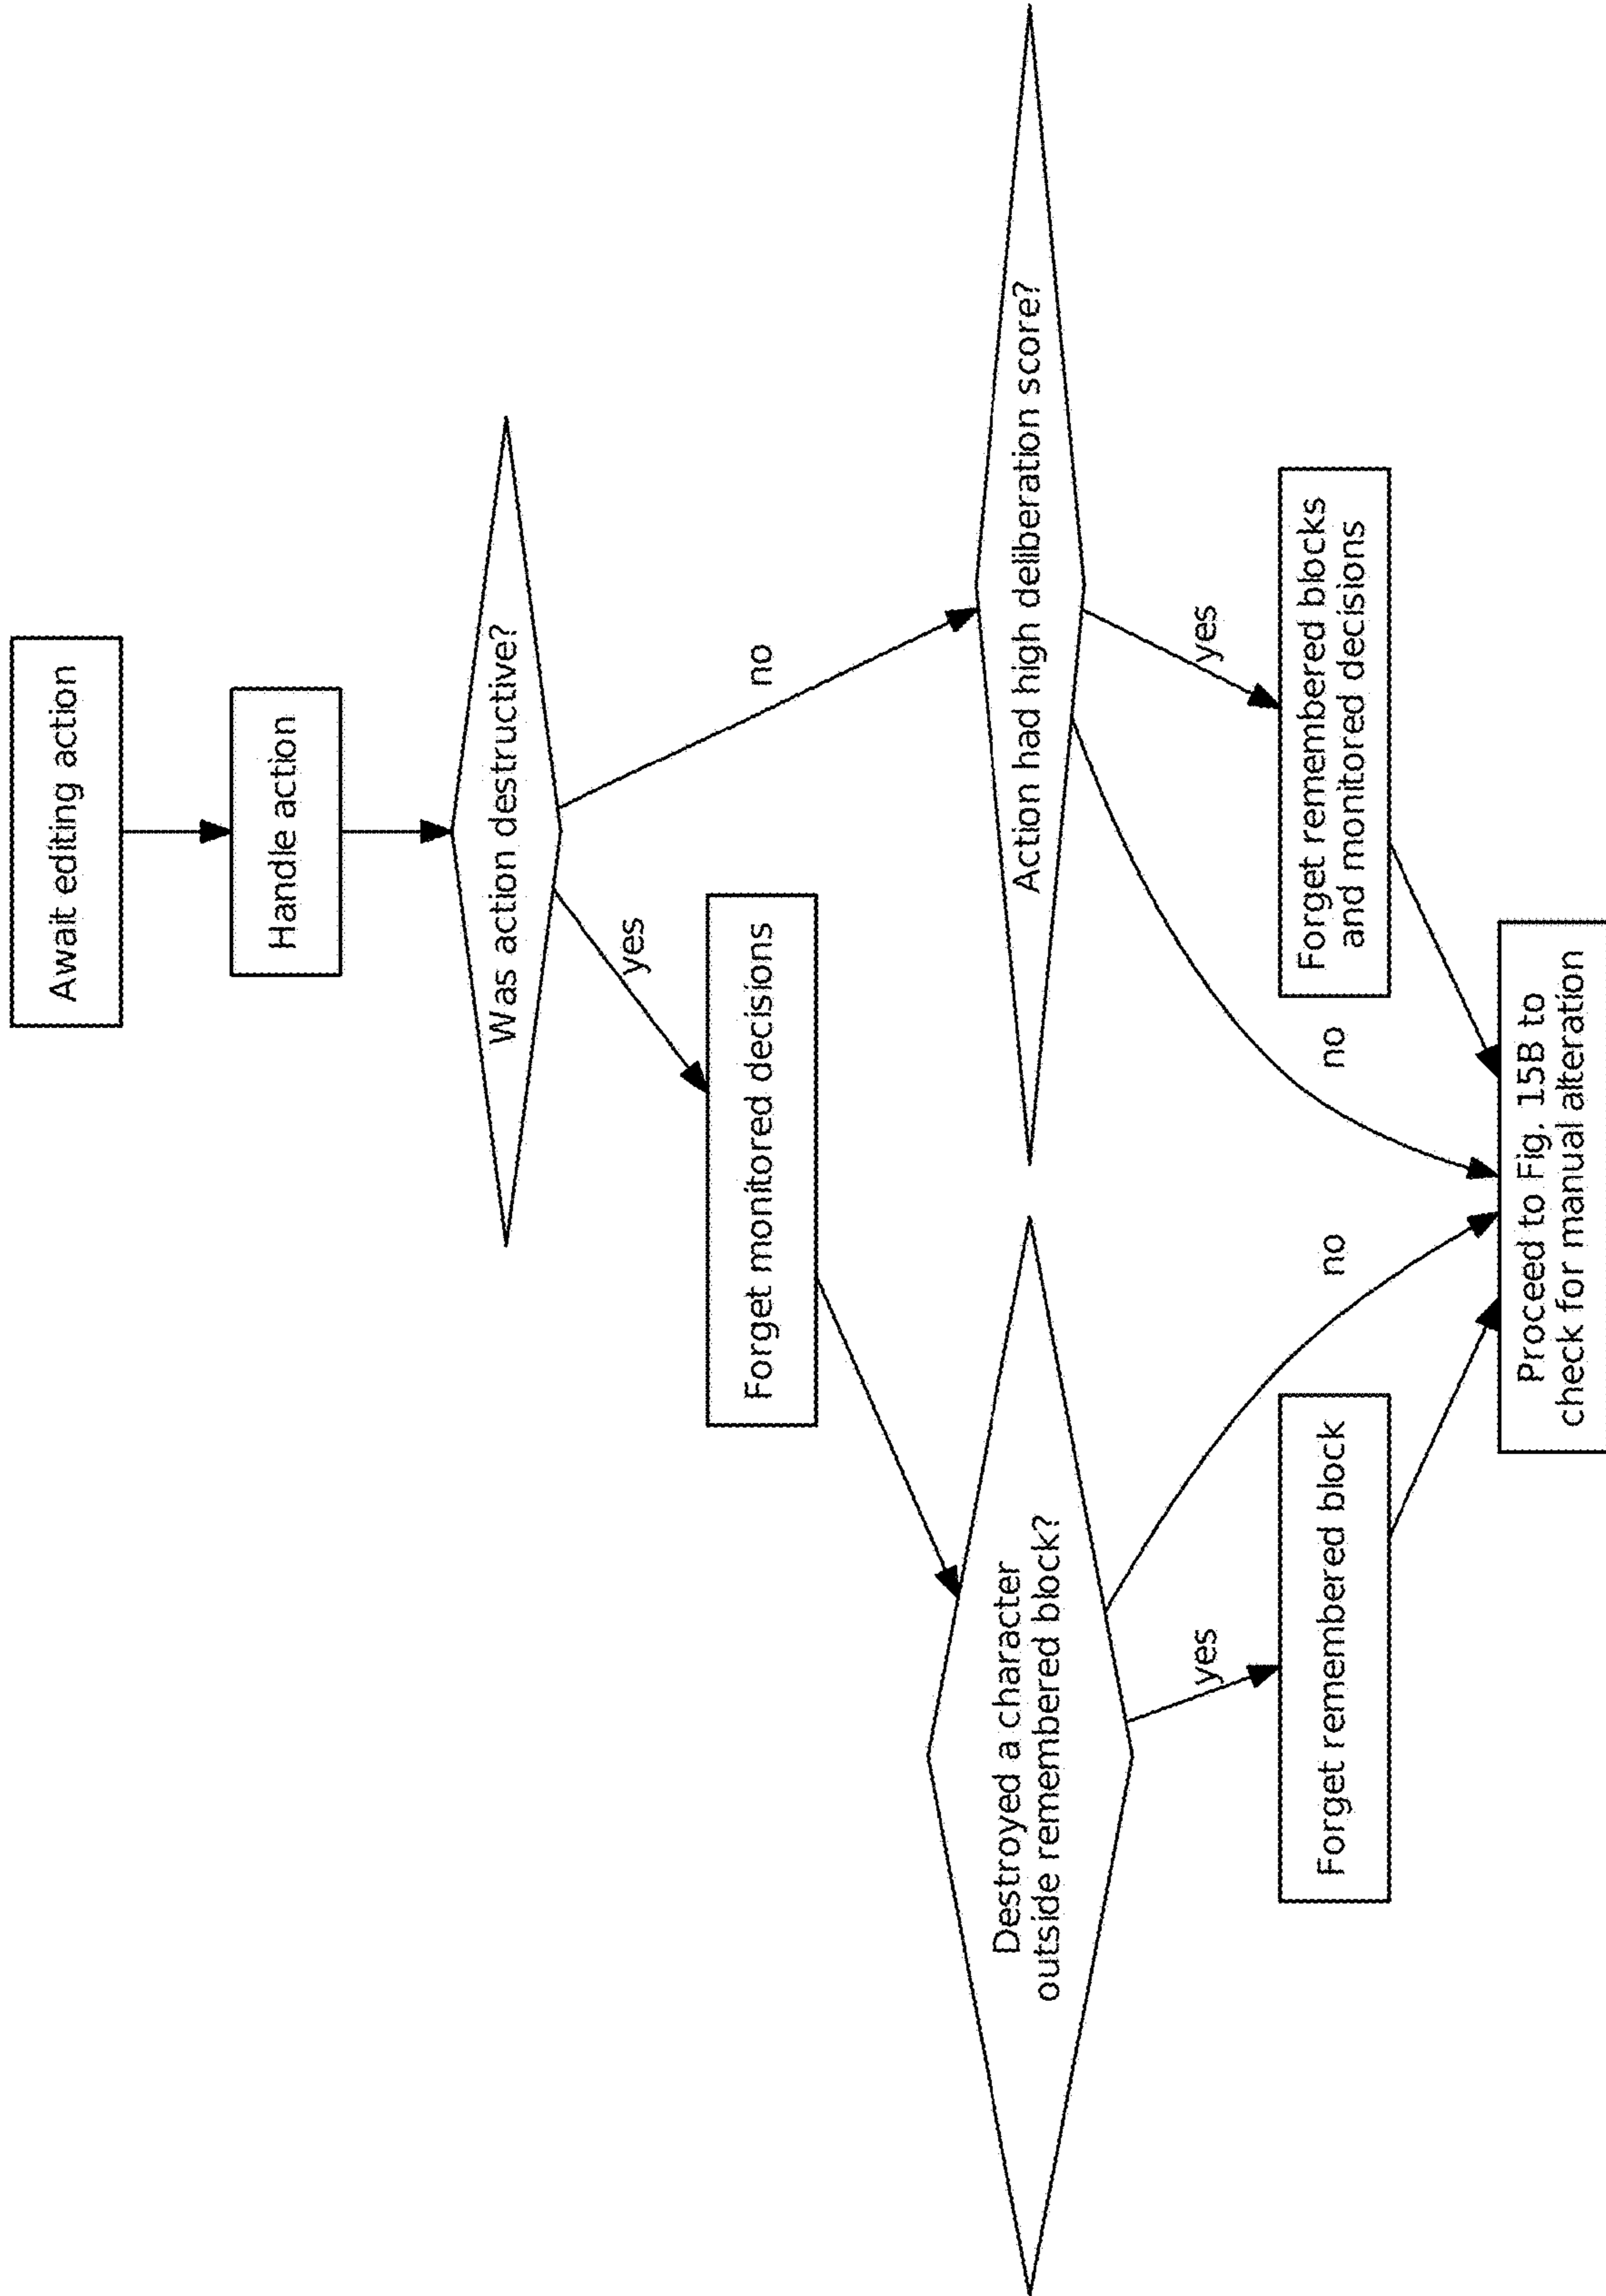 Await editing action
Handle action
Was action destructive?
yes
no
Forget monitored decisions
Destroyed a character
outside remembered block?
Action had high deliberation score?
yes
no
no
yes
Forget remembered block
Forget remembered blocks
and monitored decisions
Proceed to Fig. 15B to
check for manual alteration